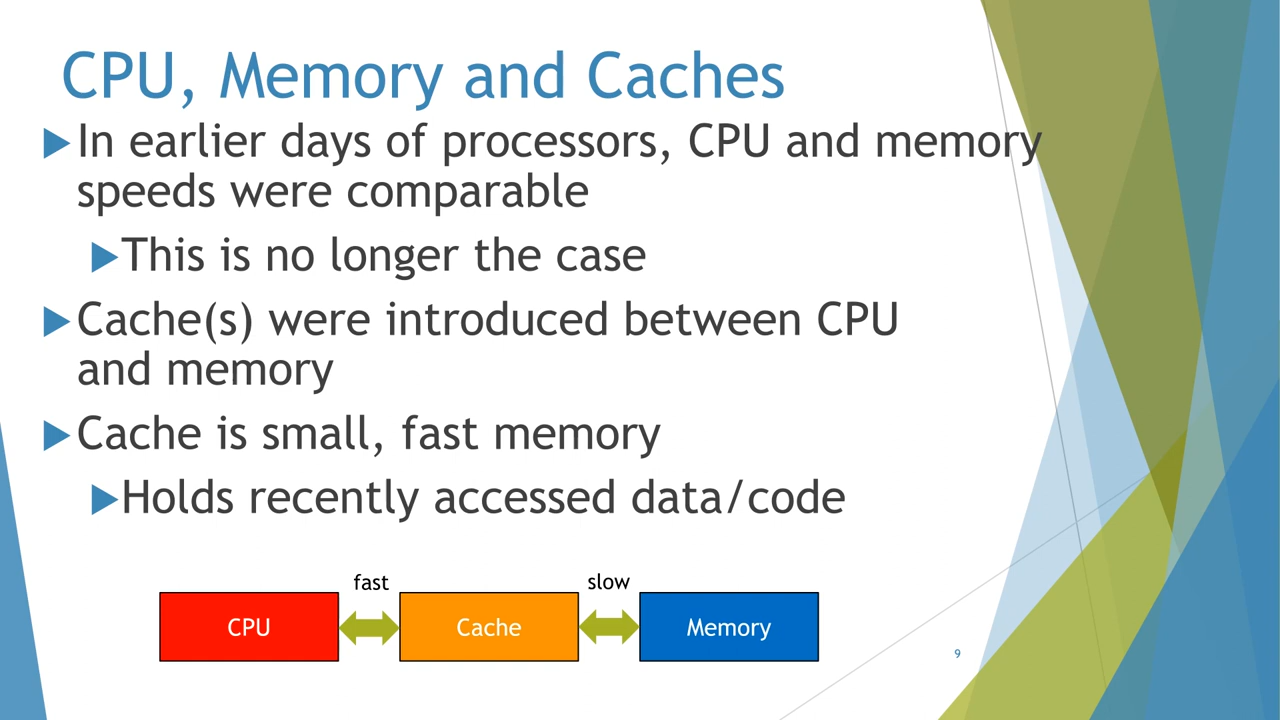 CPU, Memory and Caches
In earlier days of processors, CPU and memory
speeds were comparable
This is no longer the case
Cache(s) were introduced between CPU
and memory
Cache is small, fast memory
Holds recently accessed data/code
fast
slow
CPU
Cache
Memory
9